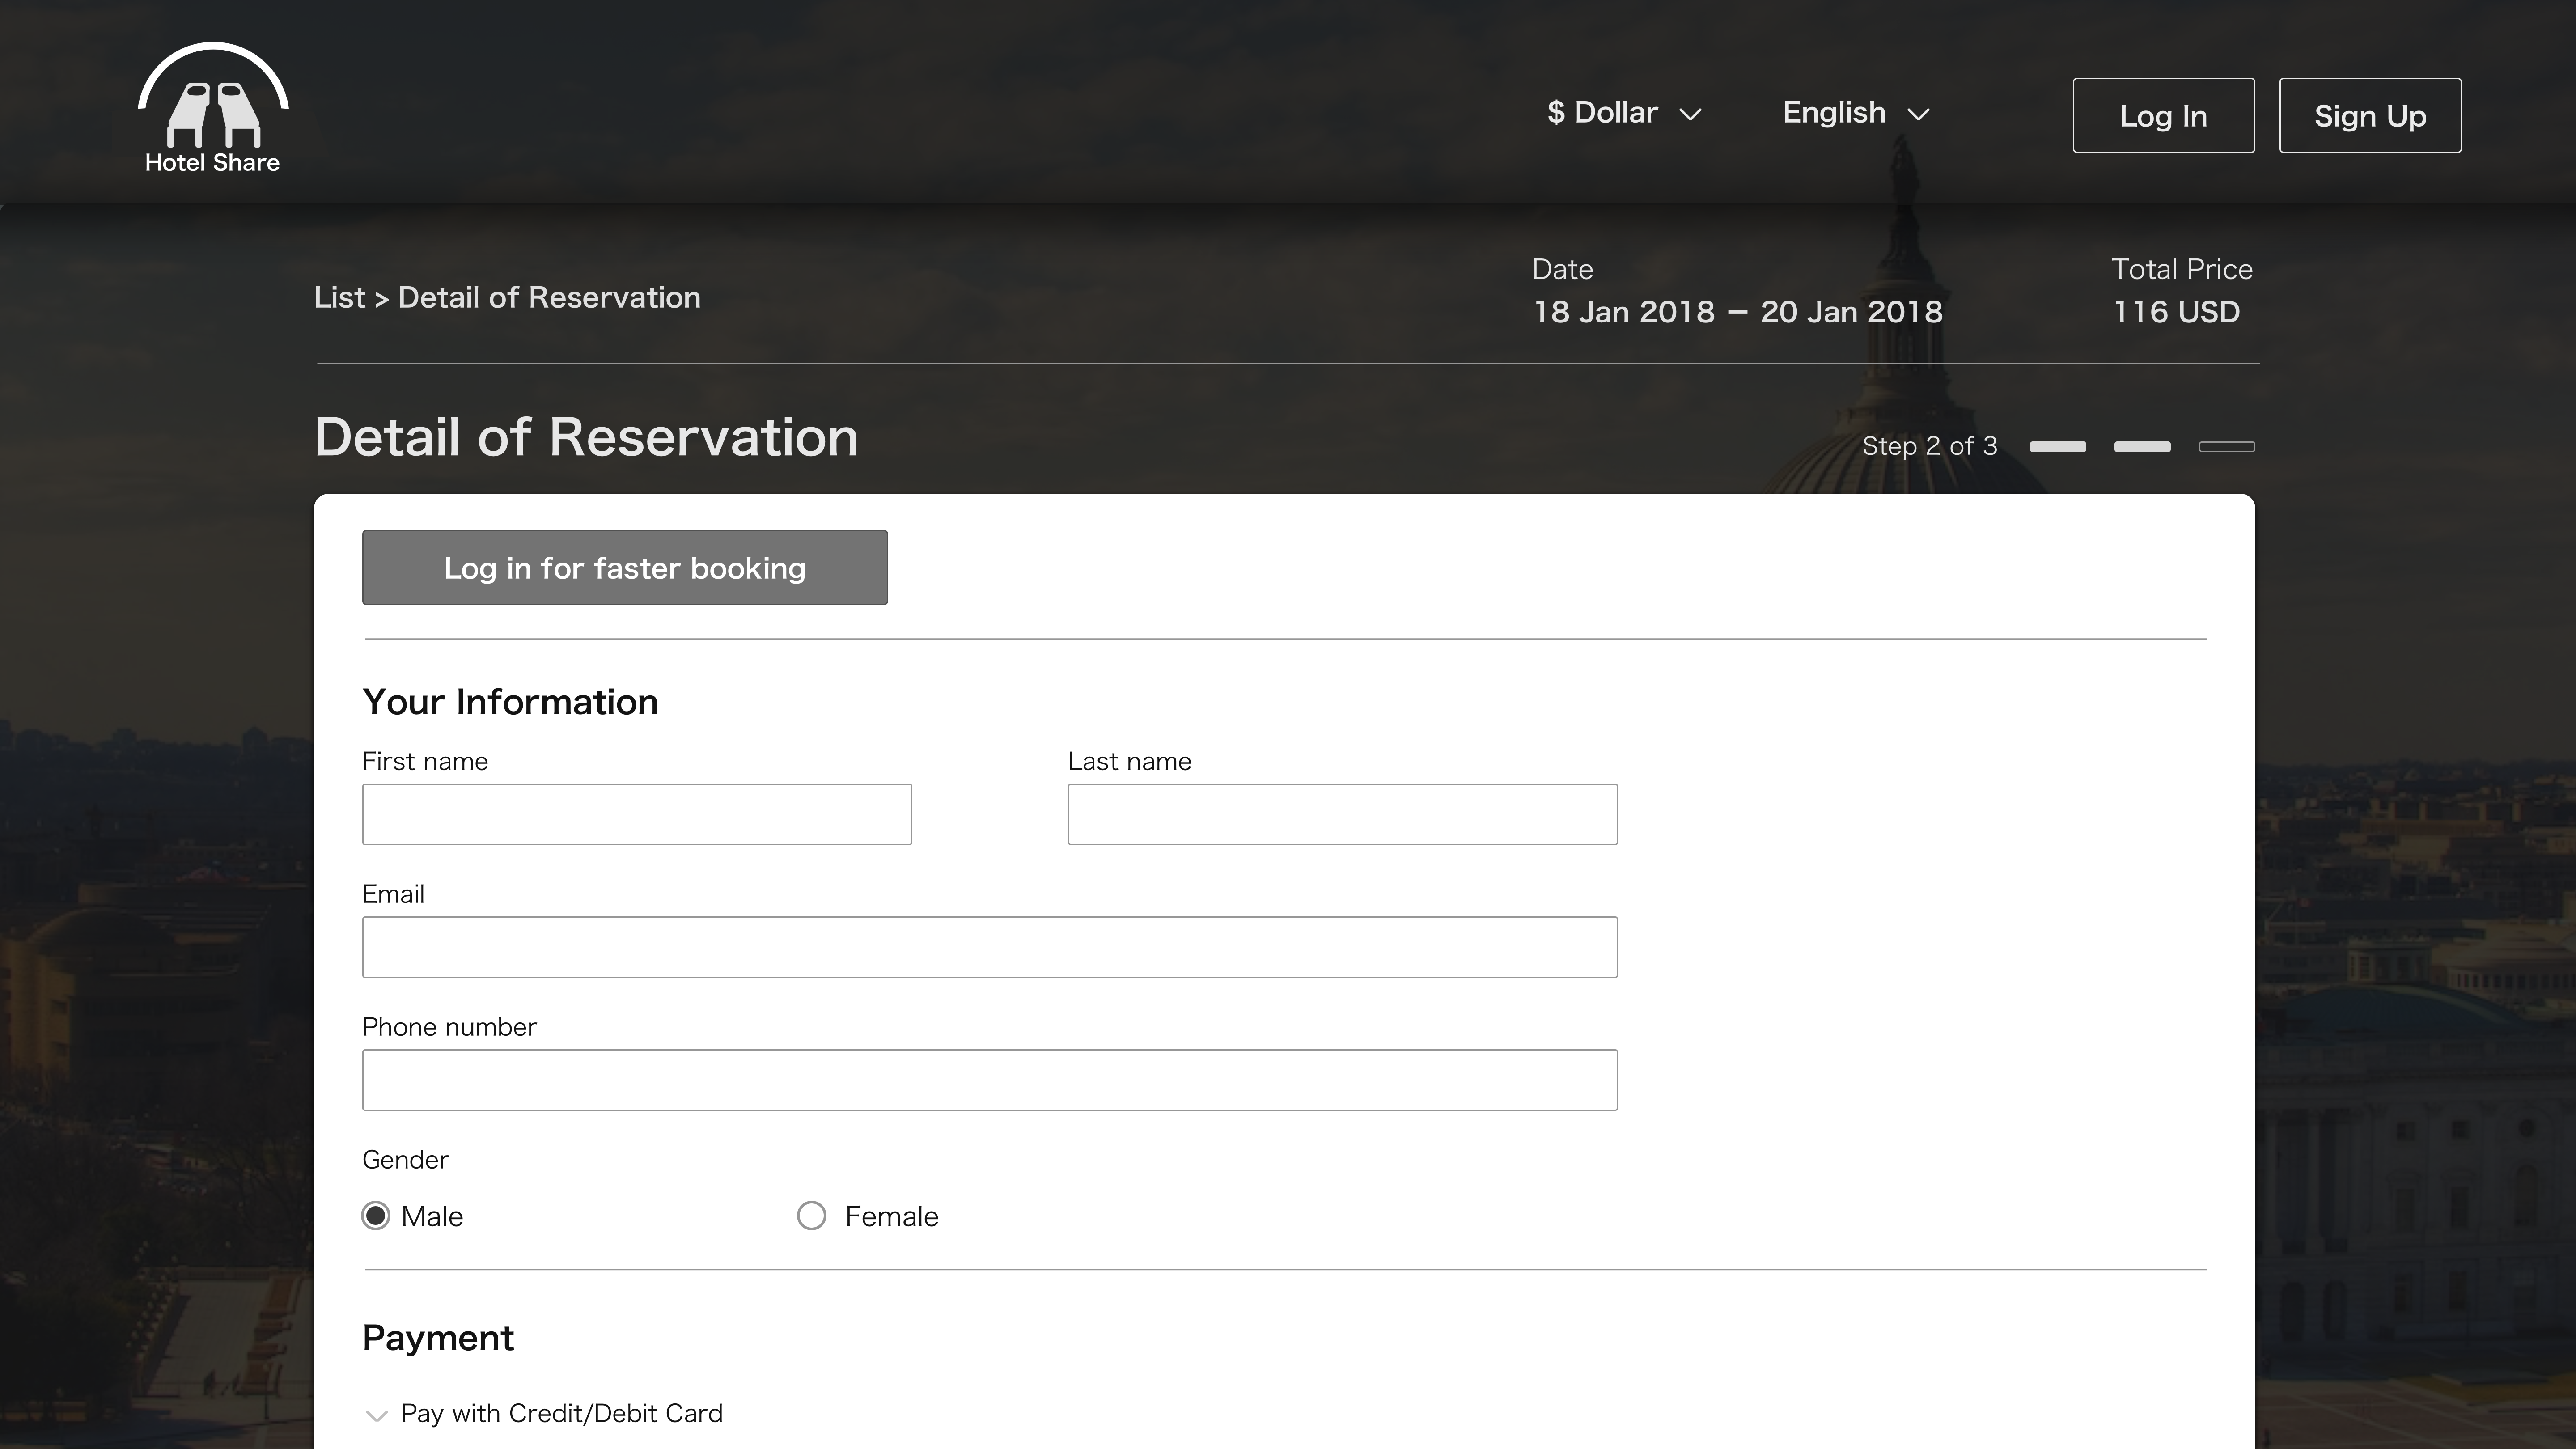 Hotel Share
$ Dollar
English
Log In
Sign Up
List > Detail of Reservation
Date
18 Jan 2018 – 20 Jan 2018
Total Price
116 USD
Detail of Reservation
Step 2 of 3
Log in for faster booking
Your Information
First name
Last name
Email
Phone number
Gender
Male
Female
Payment
Pay with Credit/Debit Card